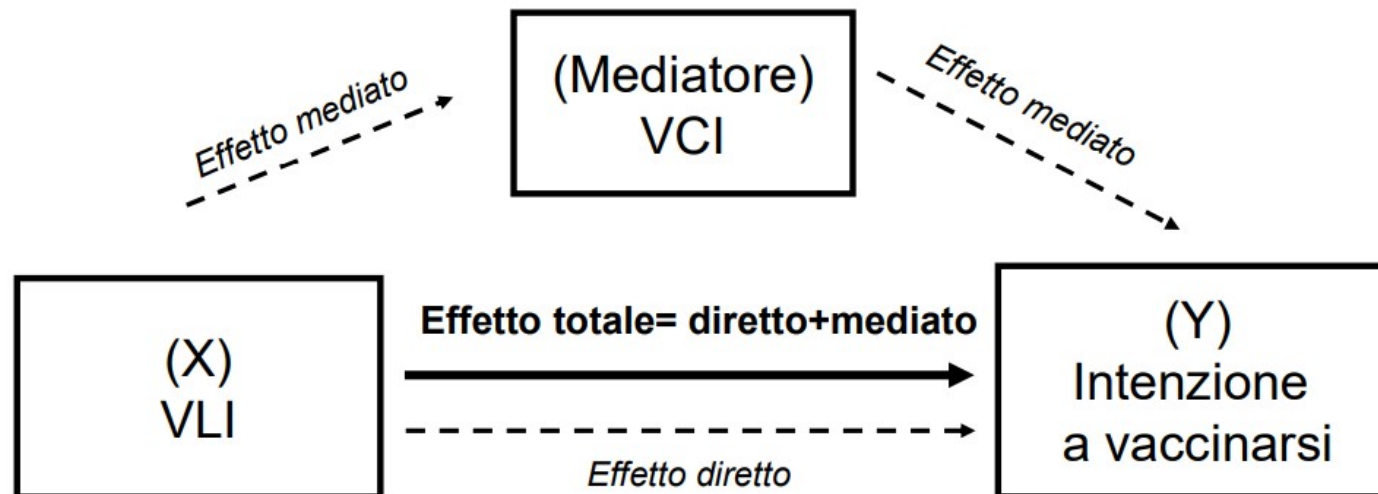 (Mediatore)
VCI
Effetto mediato
Effetto mediato
(X)
VLI
Effetto totale= diretto+mediato
Effetto diretto
(Y)
Intenzione
a vaccinarsi